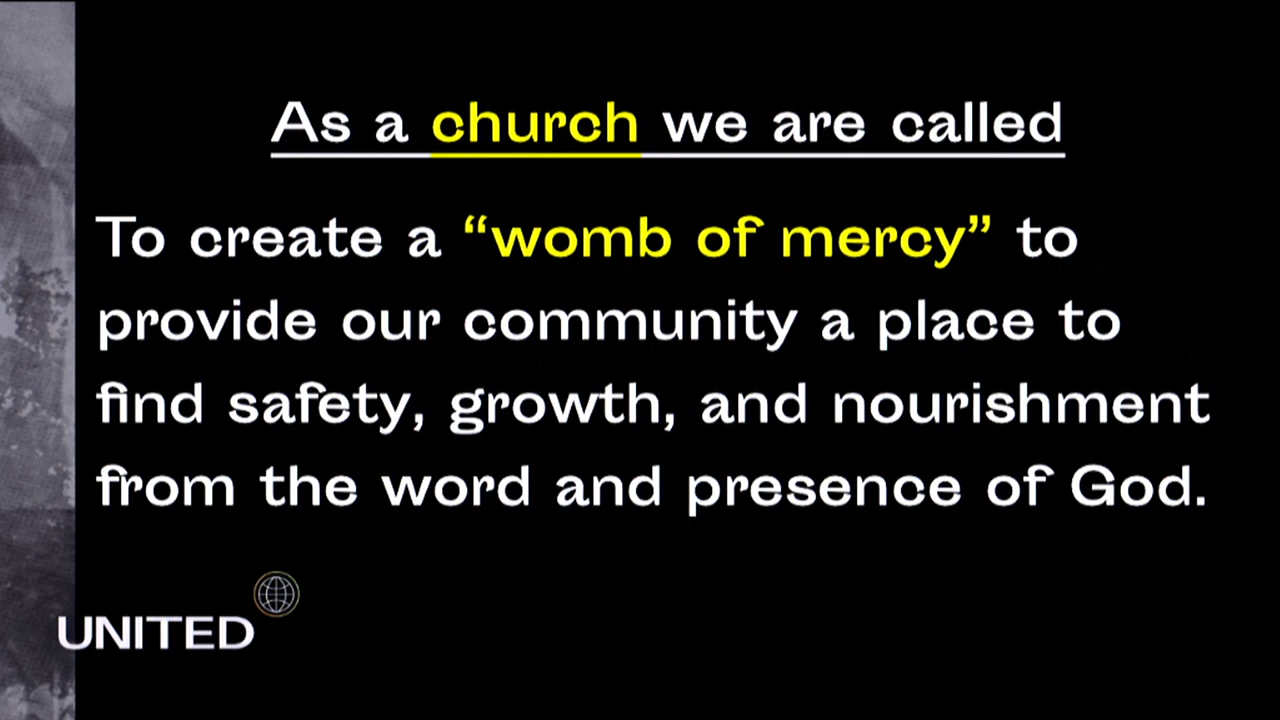 As a church we are called
To create a “womb of mercy” to
provide our community a place to
find safety, growth, and nourishment
from the word and presence of God.
UNITED